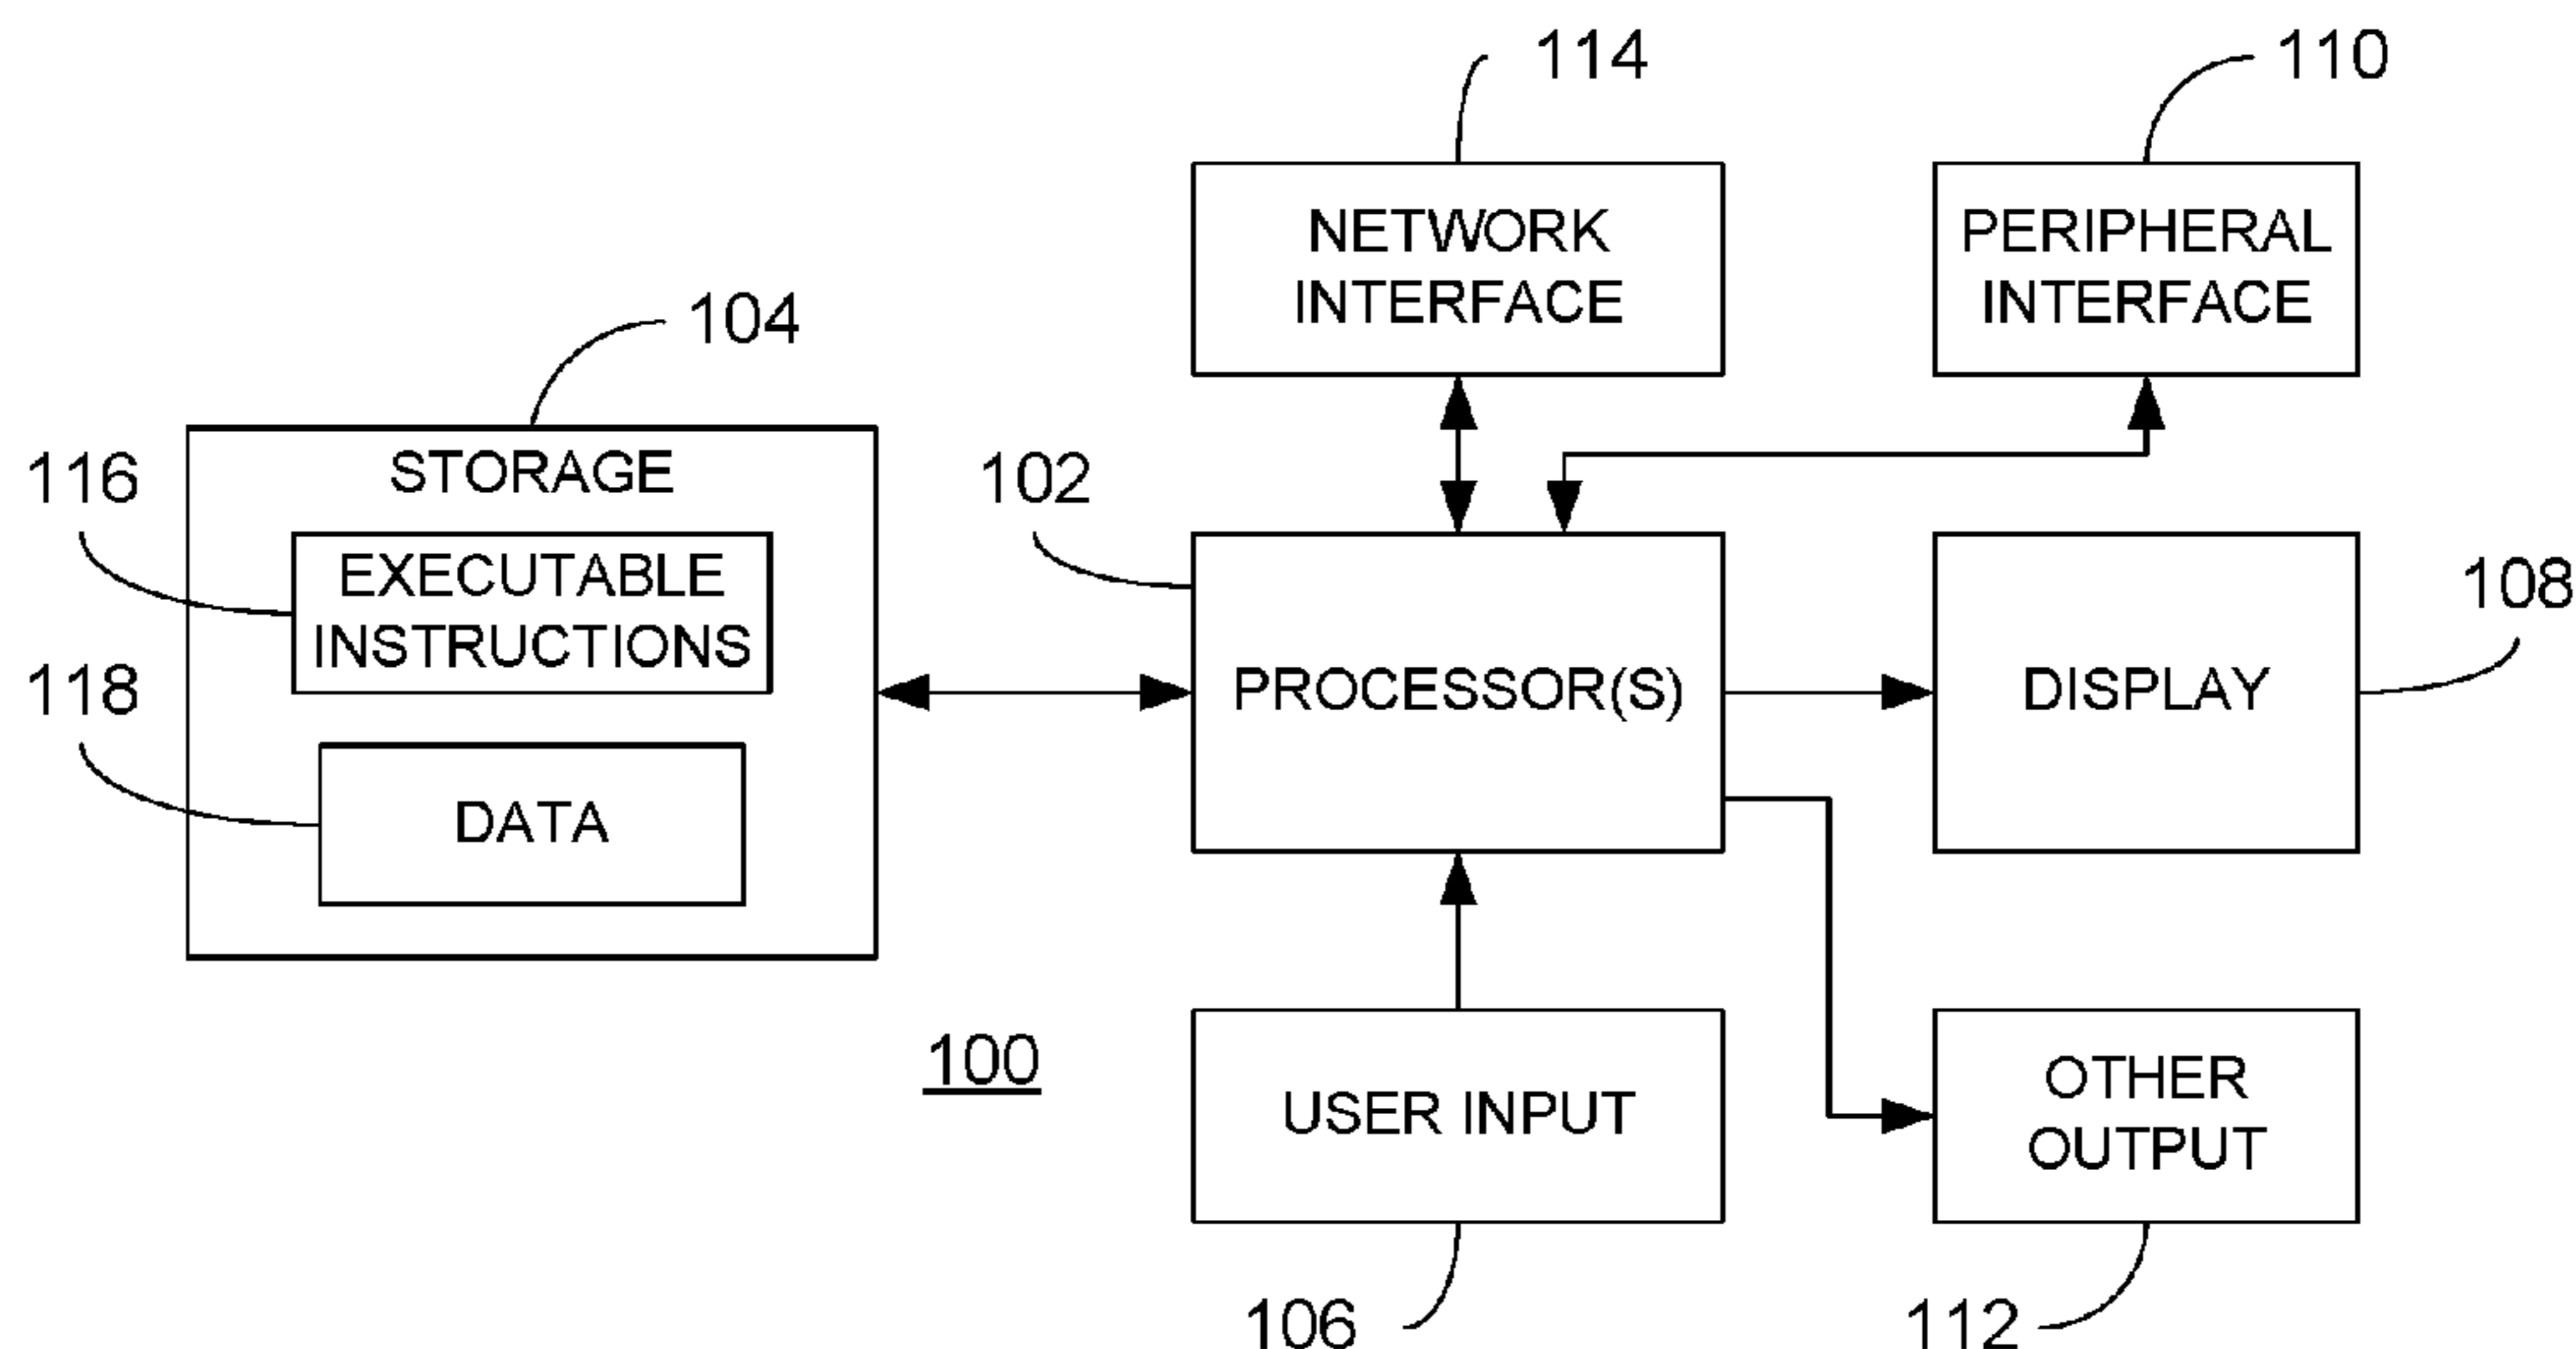 114
110
NETWORK
INTERFACE
PERIPHERAL
INTERFACE
104
STORAGE
116
EXECUTABLE
INSTRUCTIONS
118
DATA
102
PROCESSOR(S)
DISPLAY
108
100
USER INPUT
OTHER
OUTPUT
106
112